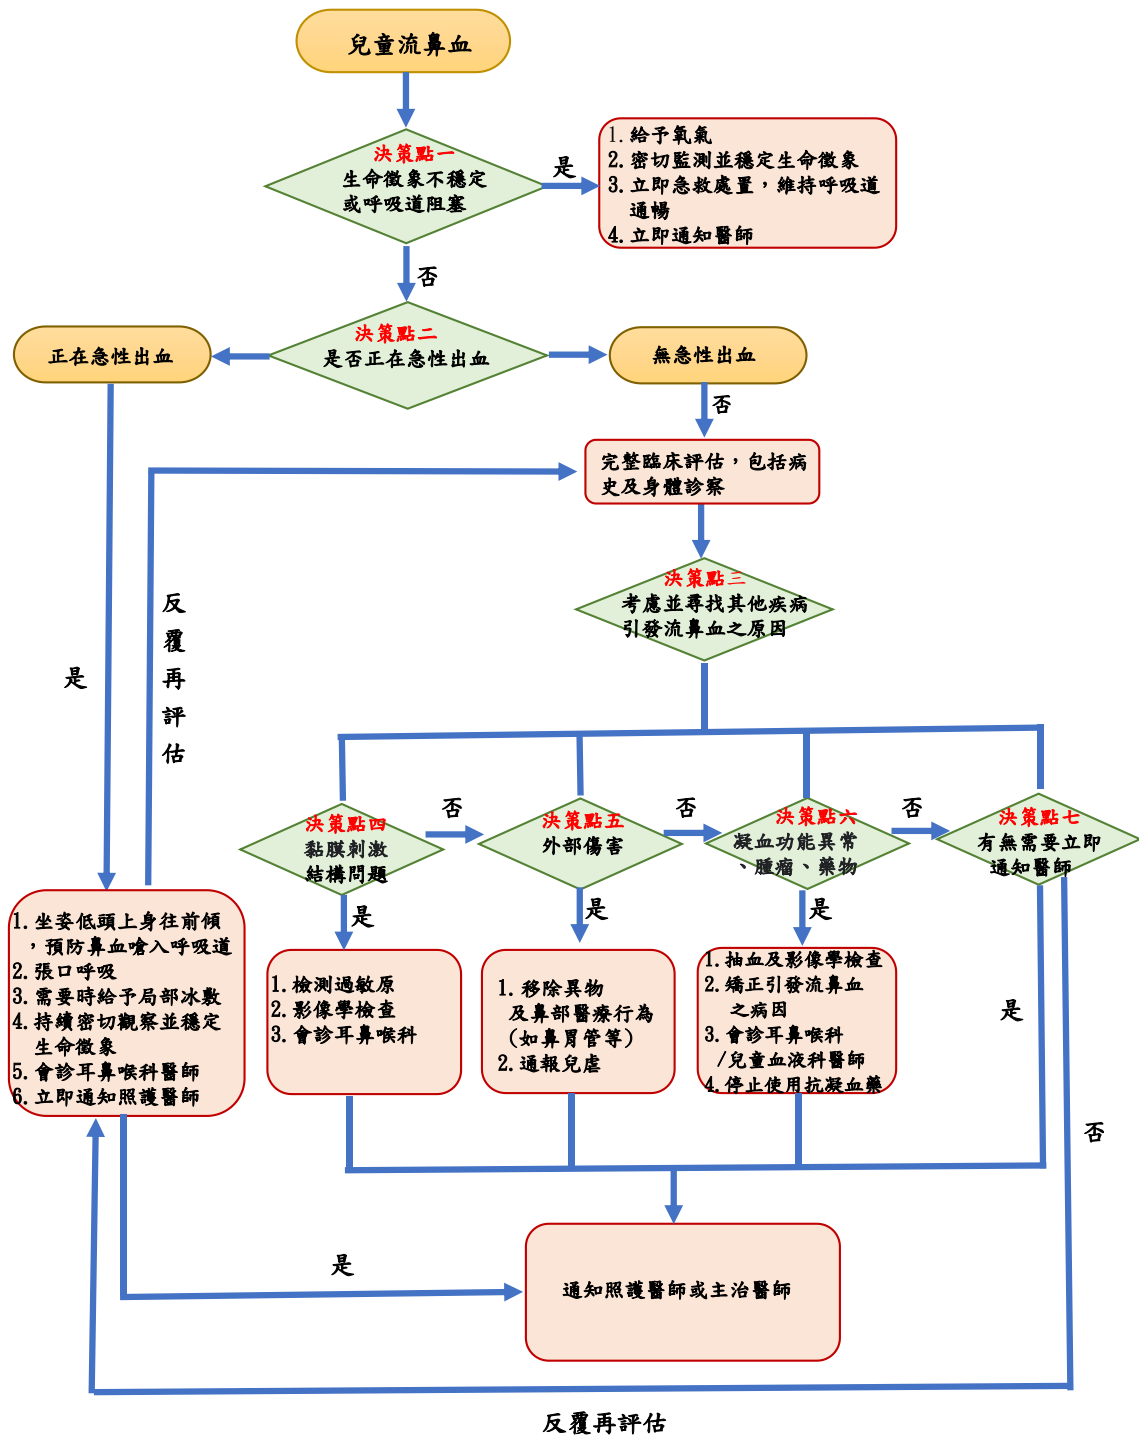 兒童流鼻血
決策點一
生命徵象不穩定
或呼吸道阻塞
是
1.給予氧氣
2.密切監測並穩定生命徵象
3.立即急救處置，維持呼吸道
通暢
4.立即通知醫師
否
決策點二
是否正在急性出血
正在急性出血
無急性出血
否
完整臨床評估，包括病
史及身體診察
決策點三
考慮並尋找其他疾病
引發流鼻血之原因
反
覆
再
評
估
是
決策點四
黏膜刺激
結構問題
否
決策點五
外部傷害
否
決策點六
凝血功能異常
、腫瘤、藥物
否
決策點七
有無需要立即
通知醫師
是
是
是
是
否
1.坐姿低頭上身往前傾
，預防鼻血嗆入呼吸道
2.張口呼吸
3.需要時給予局部冰敷
4.持續密切觀察並穩定
生命徵象
5.會診耳鼻喉科醫師
6.立即通知照護醫師
1.檢測過敏原
2.影像學檢查
3.會診耳鼻喉科
1.移除異物
及鼻部醫療行為
(如鼻胃管等)
2.通報兒虐
1.抽血及影像學檢查
2.矯正引發流鼻血
之病因
3.會診耳鼻喉科
/兒童血液科醫師
4.停止使用抗凝血藥
是
通知照護醫師或主治醫師
反覆再評估